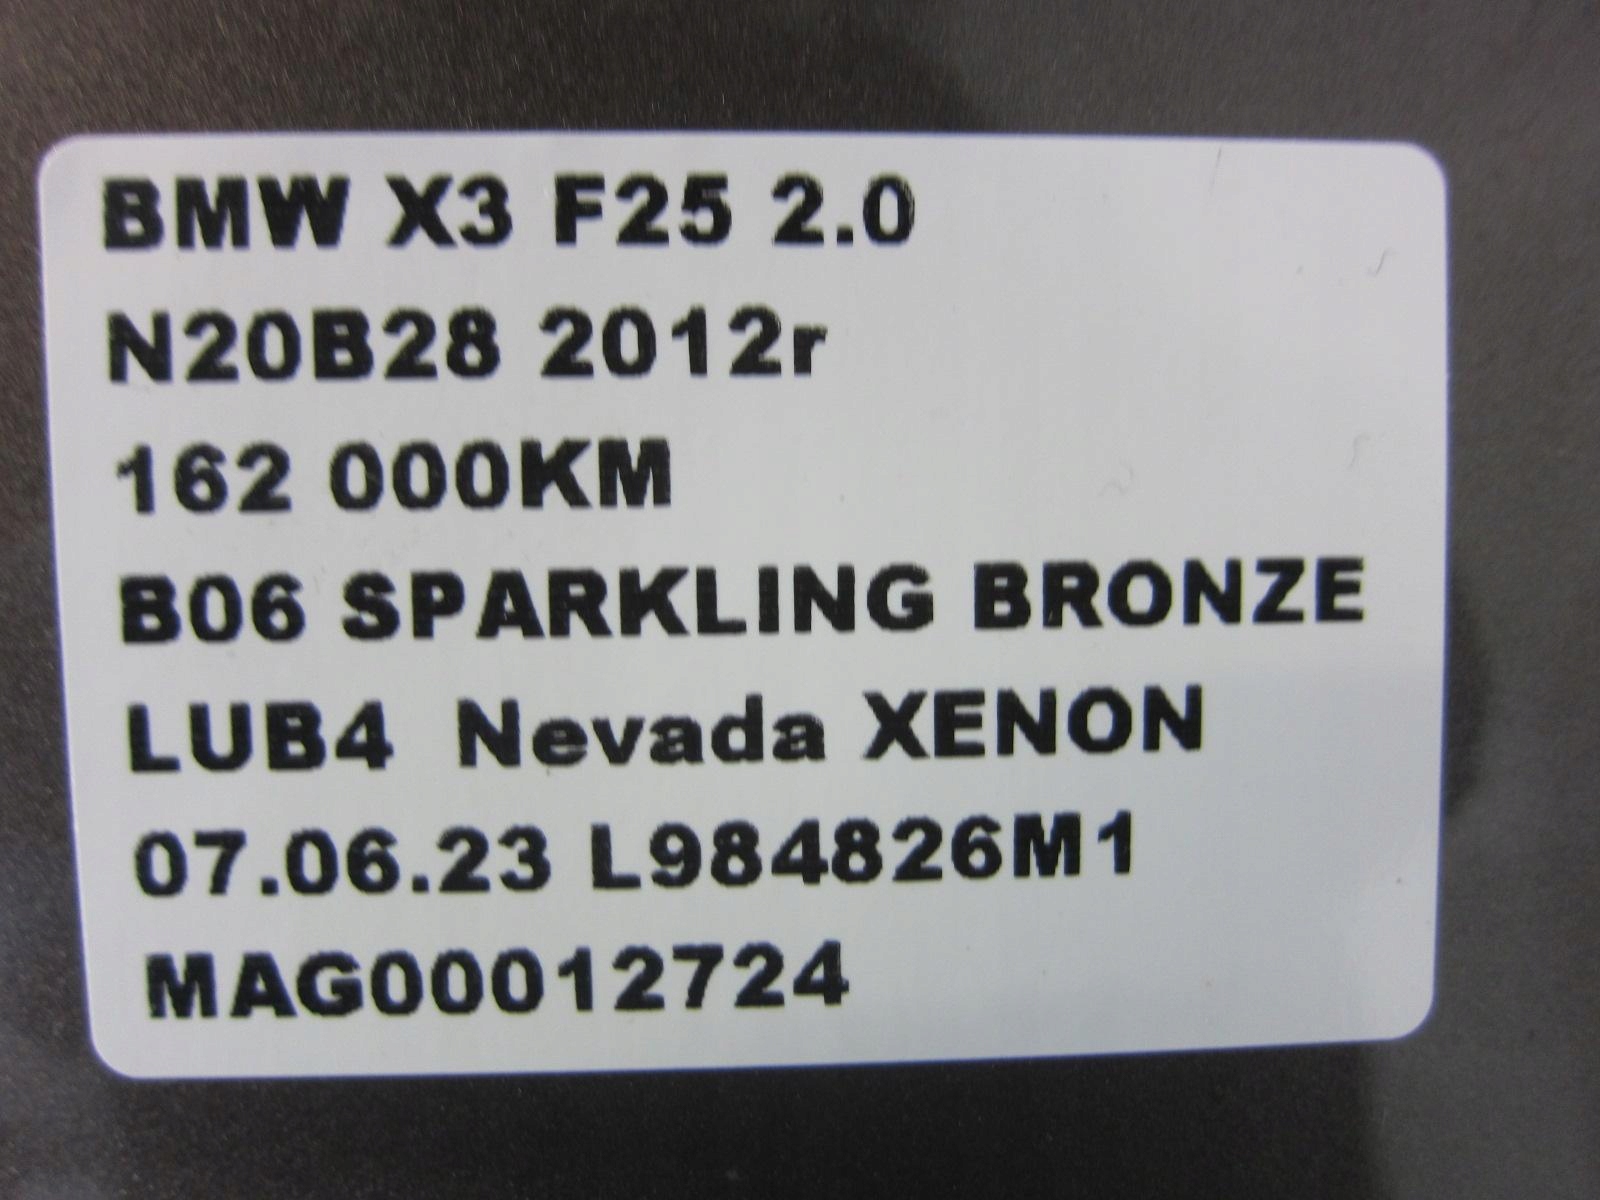 BMW X3 F25 2.0
N20B28 2012r
162 000KM
B06 SPARKLING BRONZE
LUB4  Nevada XENON
07.06.23 L984826M1
MAG00012724